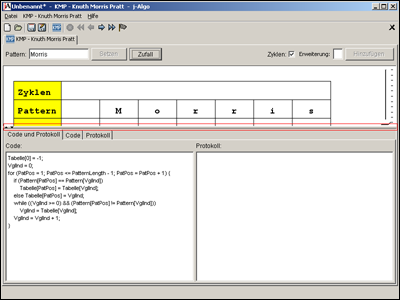 Unbenannt* - KMP - Knuth Morris Pratt - j-Algo
Datei KMP - Knuth Morris Pratt Hilfe
KMP - Knuth Morris Pratt
Pattern: Morris Setzen Zufall Zyklen: Erweiterung: Hinzufügen
Zyklen
Pattern M o r r i s
Code und Protokoll Code Protokoll
Code: Protokoll:
Tabelle[0] = -1;
VglInd = 0;
for (PatPos = 1; PatPos <= PatternLength - 1; PatPos = PatPos + 1) {
if (Pattern[PatPos] == Pattern[VglInd])
Tabelle[PatPos] = Tabelle[VglInd];
else Tabelle[PatPos] = VglInd;
while ((VglInd >= 0) && (Pattern[PatPos] != Pattern[VglInd]))
VglInd = Tabelle[VglInd];
VglInd = VglInd + 1;
}